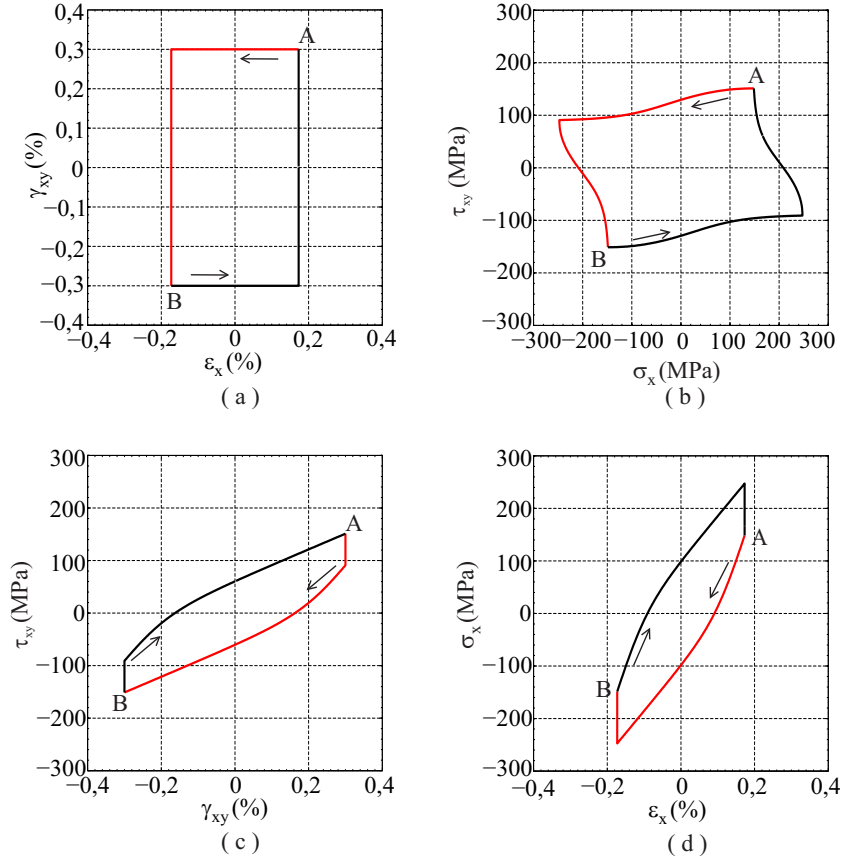 0,4
0,3
0,2
0,1
0
−0,1
−0,2
−0,3
−0,4
γxy (%)
A
B
−0,4
−0,2
0
0,2
0,4
εx (%)
( a )
300
200
100
0
−100
−200
−300
τxy (MPa)
A
B
−300
−200
−100
0
100
200
300
σx (MPa)
( b )
300
200
100
0
−100
−200
−300
τxy (MPa)
A
B
−0,4
−0,2
0
0,2
0,4
γxy (%)
( c )
300
200
100
0
−100
−200
−300
σx (MPa)
A
B
−0,4
−0,2
0
0,2
0,4
εx (%)
( d )